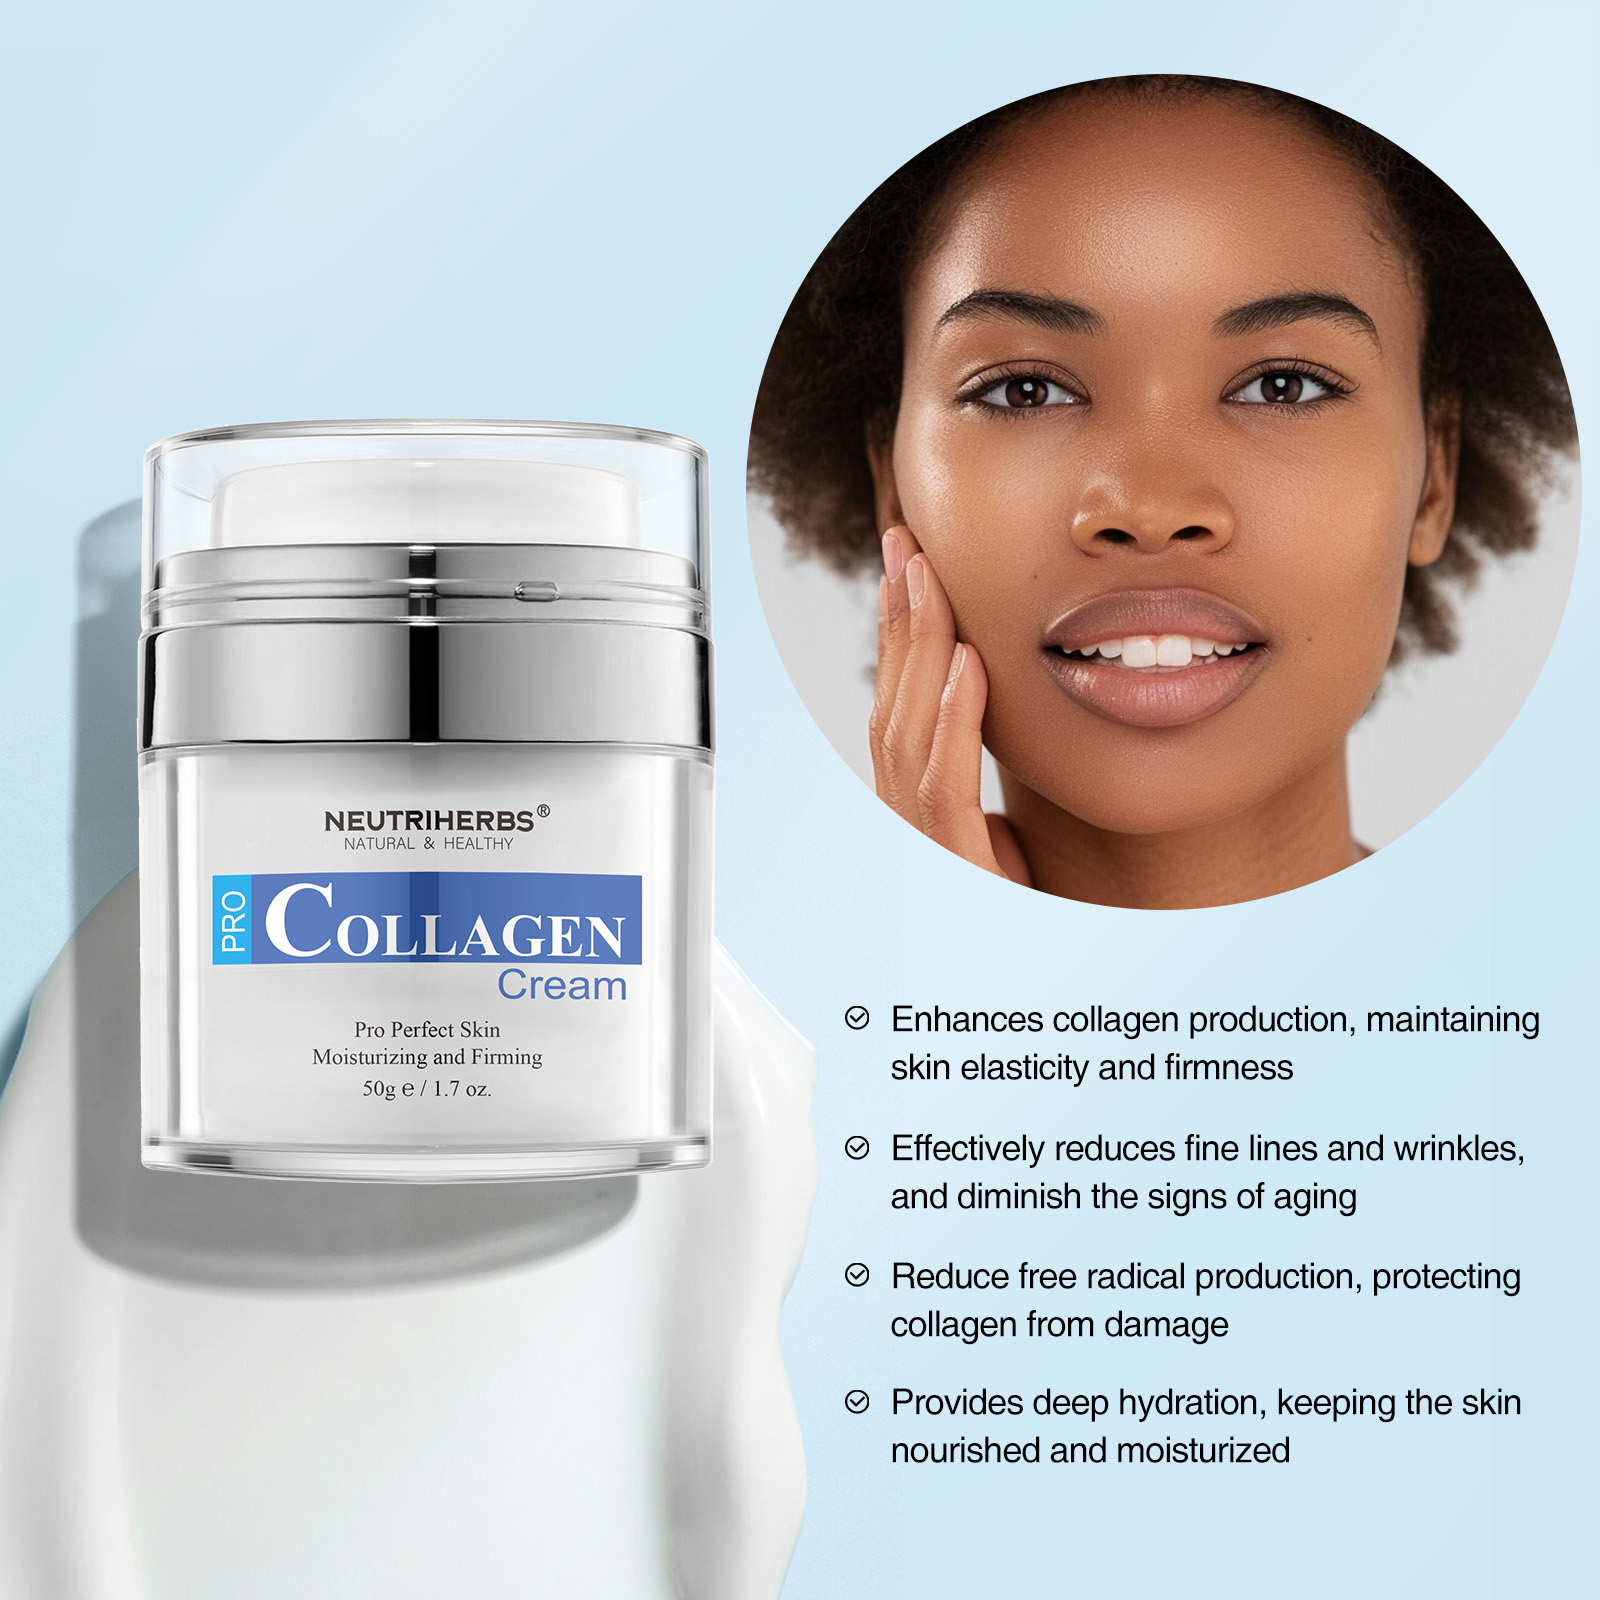 NEUTRIHERBS®
NATURAL & HEALTHY
PRO
COLLAGEN
Cream
Pro Perfect Skin
Moisturizing and Firming
50g ℮ / 1.7 oz.
Enhances collagen production, maintaining
skin elasticity and firmness
Effectively reduces fine lines and wrinkles,
and diminish the signs of aging
Reduce free radical production, protecting
collagen from damage
Provides deep hydration, keeping the skin
nourished and moisturized